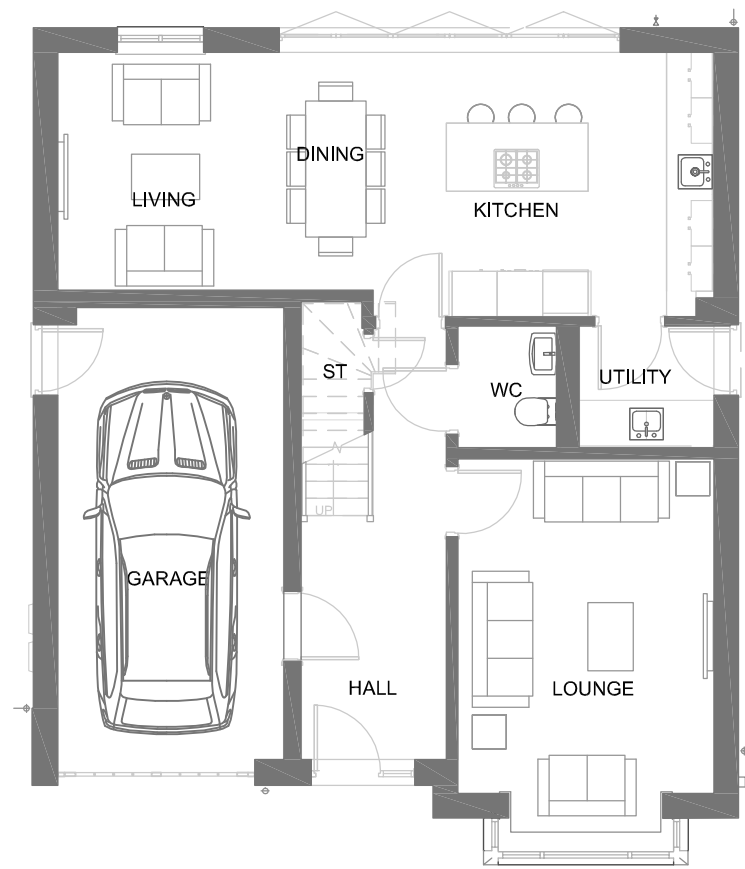 DINING
LIVING
KITCHEN
ST
WC
UTILITY
UP
GARAGE
HALL
LOUNGE